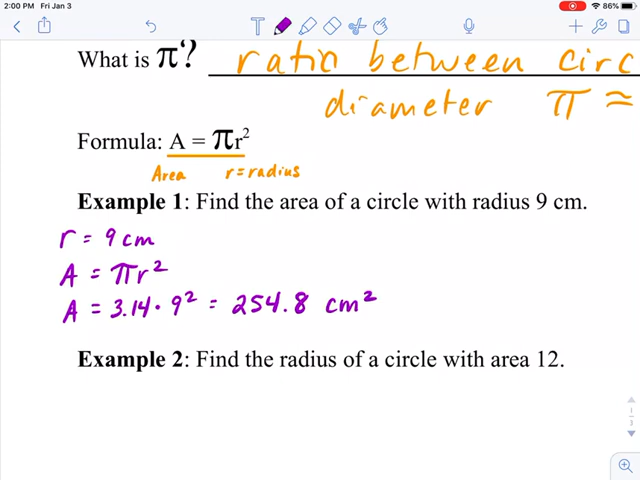 2:00 PM Fri Jan 3
86%
What is π? ratio between circ
diameter π ≈
Formula: A = πr²
Area r = radius
Example 1: Find the area of a circle with radius 9 cm.
r = 9 cm
A = πr²
A = 3.14 · 9² = 254.8 cm²
Example 2: Find the radius of a circle with area 12.
1
3